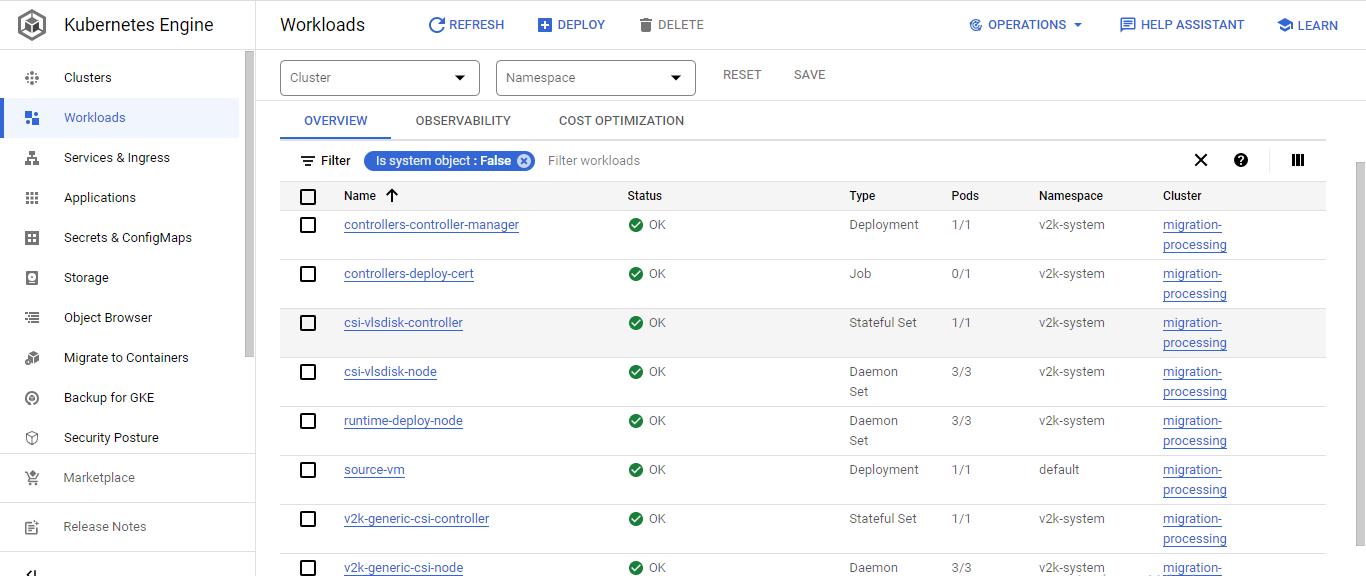 Kubernetes Engine
Workloads
REFRESH
DEPLOY
DELETE
OPERATIONS
HELP ASSISTANT
LEARN
Clusters
Workloads
Services & Ingress
Applications
Secrets & ConfigMaps
Storage
Object Browser
Migrate to Containers
Backup for GKE
Security Posture
Marketplace
Release Notes
Cluster
Namespace
RESET
SAVE
OVERVIEW
OBSERVABILITY
COST OPTIMIZATION
Filter
Is system object : False
Filter workloads
Name Status Type Pods Namespace Cluster
controllers-controller-manager OK Deployment 1/1 v2k-system migration-
processing
controllers-deploy-cert OK Job 0/1 v2k-system migration-
processing
csi-vlsdisk-controller OK Stateful Set 1/1 v2k-system migration-
processing
csi-vlsdisk-node OK Daemon 3/3 v2k-system migration-
Set processing
runtime-deploy-node OK Daemon 3/3 v2k-system migration-
Set processing
source-vm OK Deployment 1/1 default migration-
processing
v2k-generic-csi-controller OK Stateful Set 1/1 v2k-system migration-
processing
v2k-generic-csi-node OK Daemon 3/3 v2k-system migration-